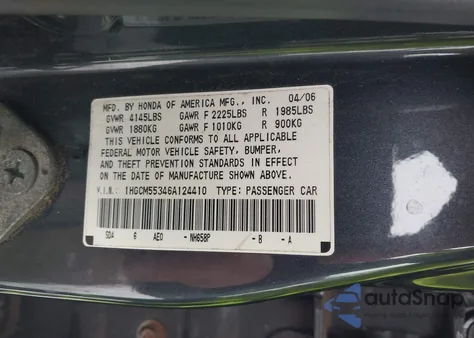 MFD. BY HONDA OF AMERICA MFG., INC. 04/06
GVWR 4145LBS GAWR F 2225LBS R 1985LBS
GVWR 1880KG GAWR F 1010KG R 900KG
THIS VEHICLE CONFORMS TO ALL APPLICABLE
FEDERAL MOTOR VEHICLE SAFETY, BUMPER,
AND THEFT PREVENTION STANDARDS IN EFFECT
ON THE DATE OF MANUFACTURE SHOWN ABOVE.
V.I.N.: 1HGCM55346A124410 TYPE: PASSENGER CAR
SDA 6 AEO - NH658P - B - A
autoSnap